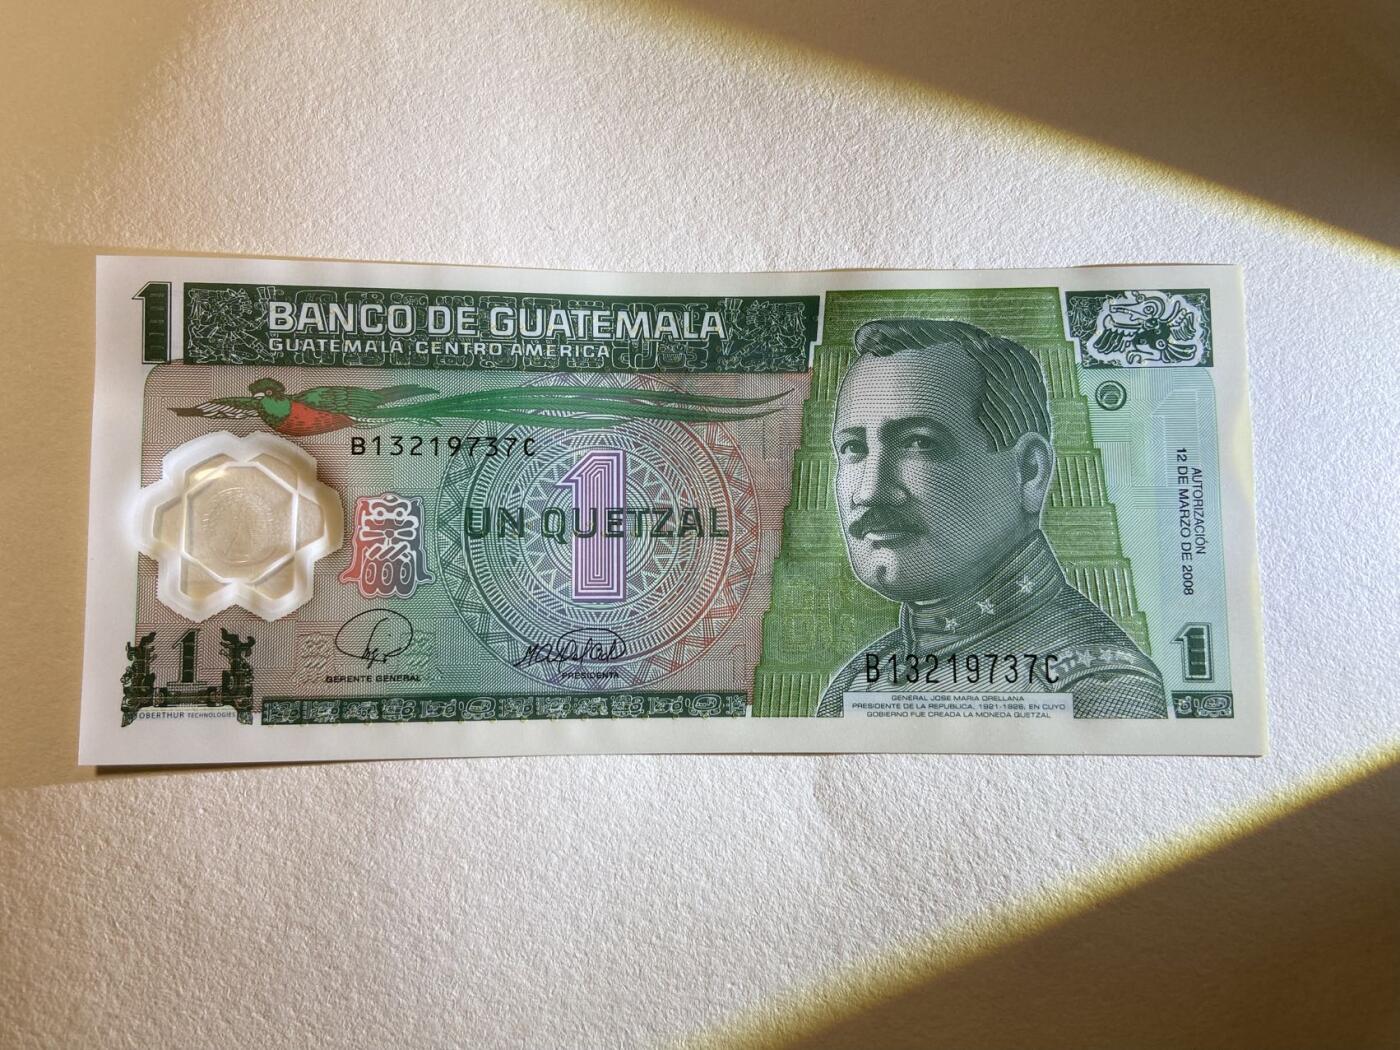 1
BANCO DE GUATEMALA
GUATEMALA, CENTRO AMERICA
B13219737C
1
UN QUETZAL
AUTORIZACIÓN
12 DE MARZO DE 2008
1
GERENTE GENERAL
PRESIDENTA
OBERTHUR TECHNOLOGIES
1
B13219737C
GENERAL JOSE MARIA ORELLANA
PRESIDENTE DE LA REPUBLICA, 1921-1926, EN CUYO
GOBIERNO FUE CREADA LA MONEDA QUETZAL